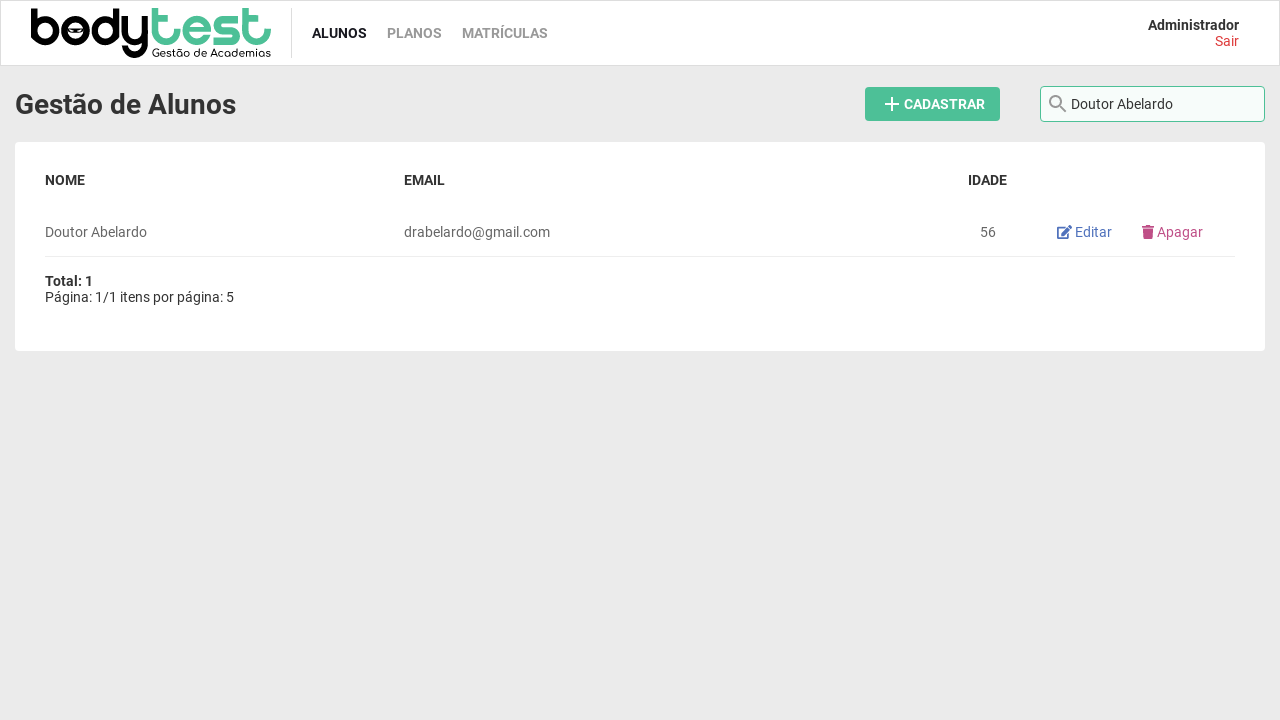 bodytest
Gestão de Academias
ALUNOS PLANOS MATRÍCULAS
Administrador
Sair
Gestão de Alunos
CADASTRAR
Doutor Abelardo
NOME EMAIL IDADE
Doutor Abelardo drabelardo@gmail.com 56 Editar Apagar
Total: 1
Página: 1/1 itens por página: 5